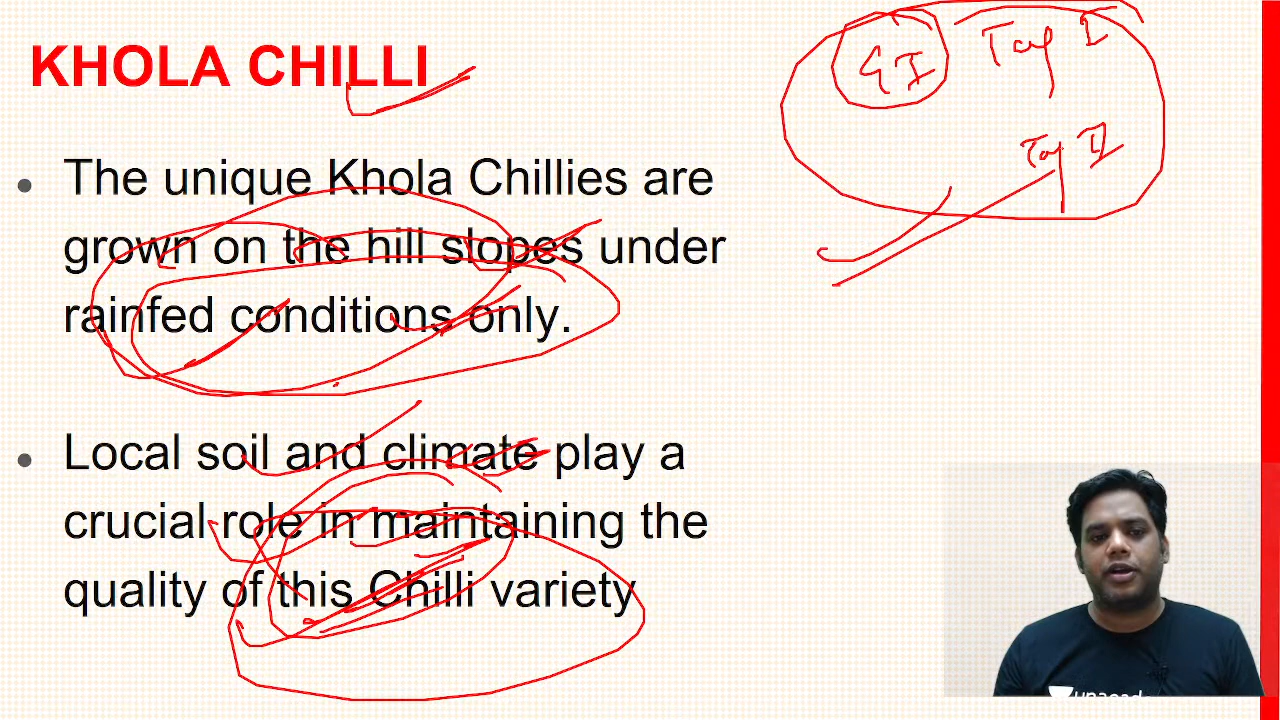 KHOLA CHILLI
GI Tag I
Tag II
The unique Khola Chillies are
grown on the hill slopes under
rainfed conditions only.
Local soil and climate play a
crucial role in maintaining the
quality of this Chilli variety